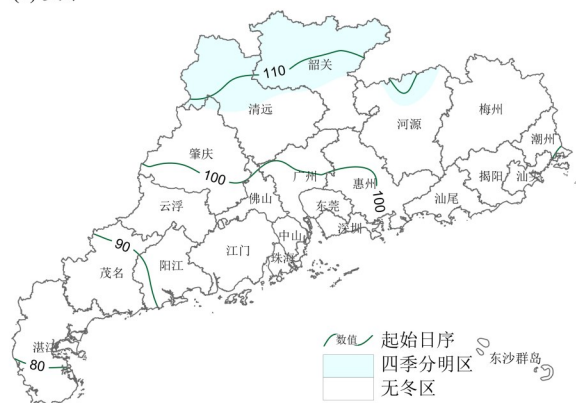 110
韶关
清远
梅州
河源
潮州
肇庆
100
广州
惠州
100
揭阳
汕头
佛山
云浮
东莞
汕尾
深圳
90
中山
江门
阳江
珠海
茂名
湛江
80
数值 起始日序
东沙群岛
四季分明区
无冬区